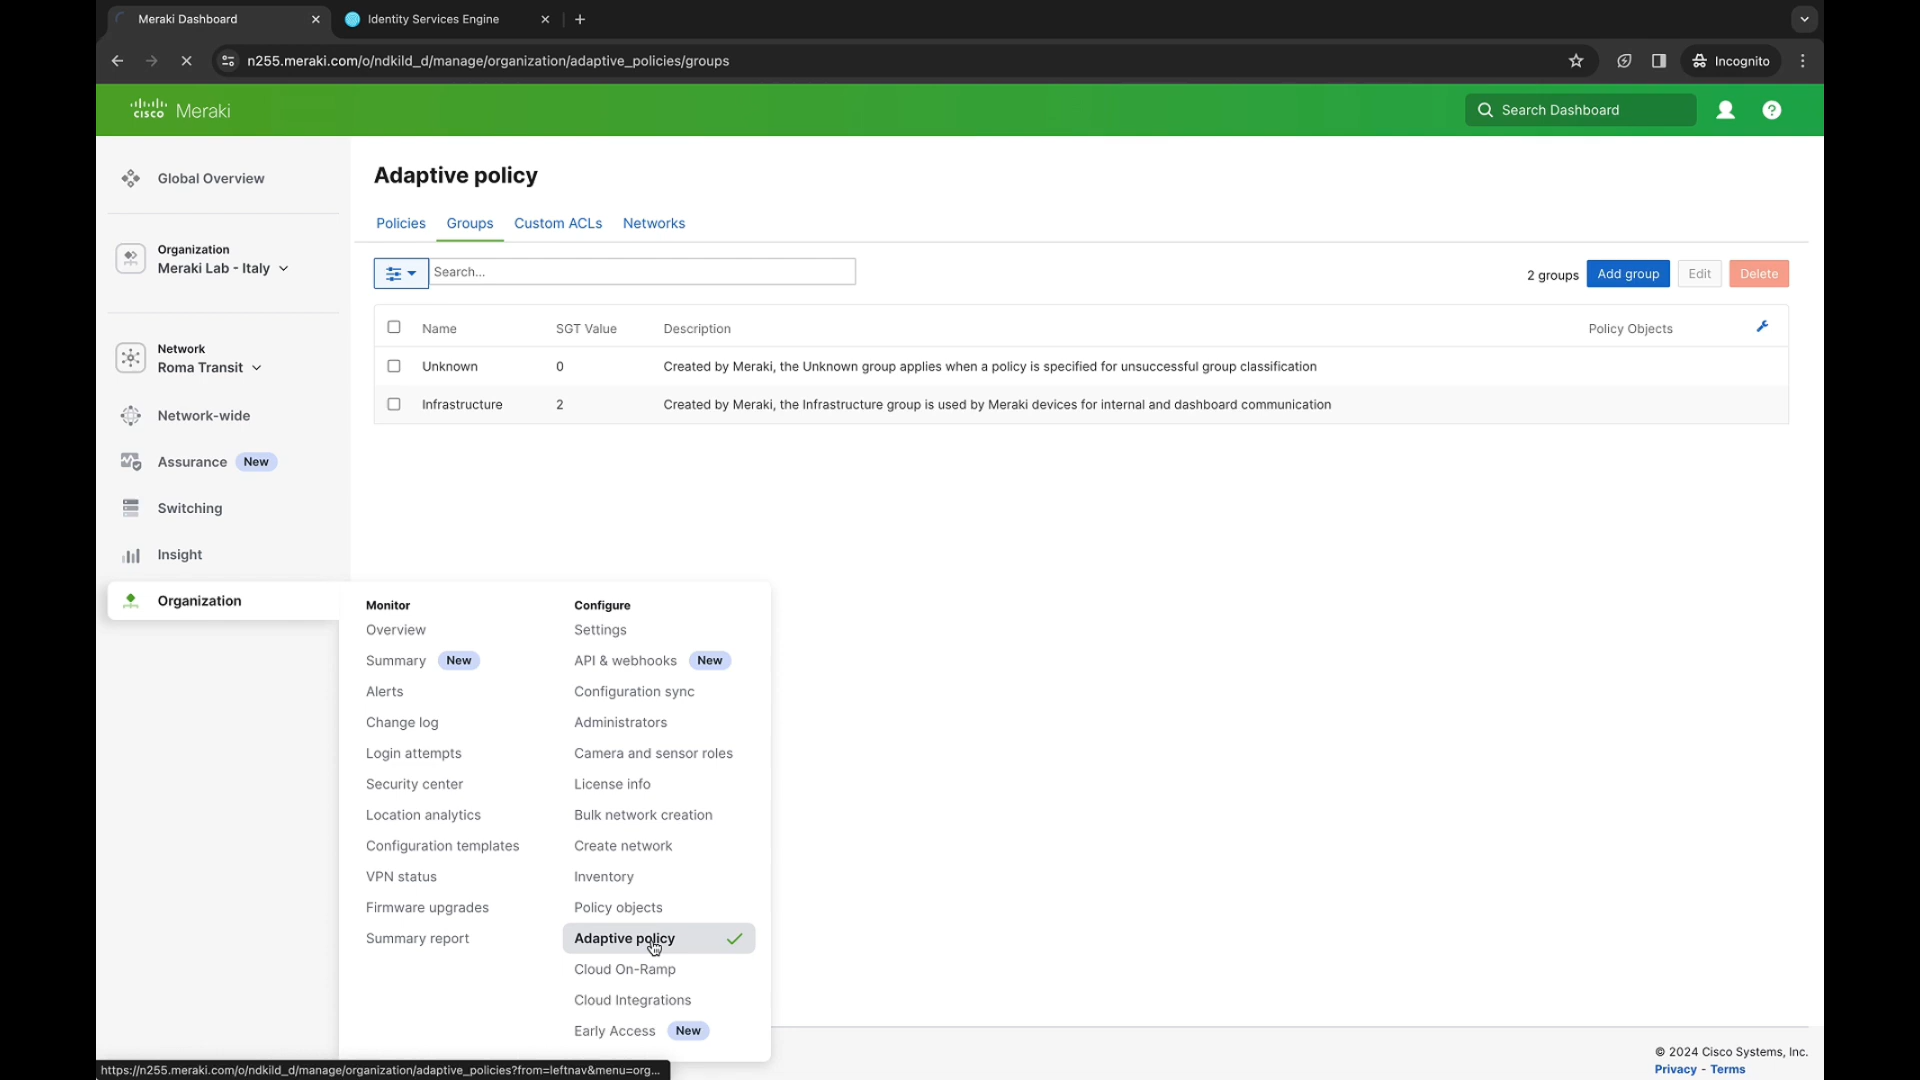 Meraki Dashboard
Identity Services Engine
n255.meraki.com/o/ndkild_d/manage/organization/adaptive_policies/groups
Incognito
cisco Meraki
Search Dashboard
Global Overview
Organization
Meraki Lab - Italy
Network
Roma Transit
Network-wide
Assurance New
Switching
Insight
Organization
Adaptive policy
Policies Groups Custom ACLs Networks
Search...
2 groups Add group Edit Delete
Name SGT Value Description Policy Objects
Unknown 0 Created by Meraki, the Unknown group applies when a policy is specified for unsuccessful group classification
Infrastructure 2 Created by Meraki, the Infrastructure group is used by Meraki devices for internal and dashboard communication
Monitor
Overview
Summary New
Alerts
Change log
Login attempts
Security center
Location analytics
Configuration templates
VPN status
Firmware upgrades
Summary report
Configure
Settings
API & webhooks New
Configuration sync
Administrators
Camera and sensor roles
License info
Bulk network creation
Create network
Inventory
Policy objects
Adaptive policy
Cloud On-Ramp
Cloud Integrations
Early Access New
© 2024 Cisco Systems, Inc.
Privacy - Terms
https://n255.meraki.com/o/ndkild_d/manage/organization/adaptive_policies?from=leftnav&menu=org...